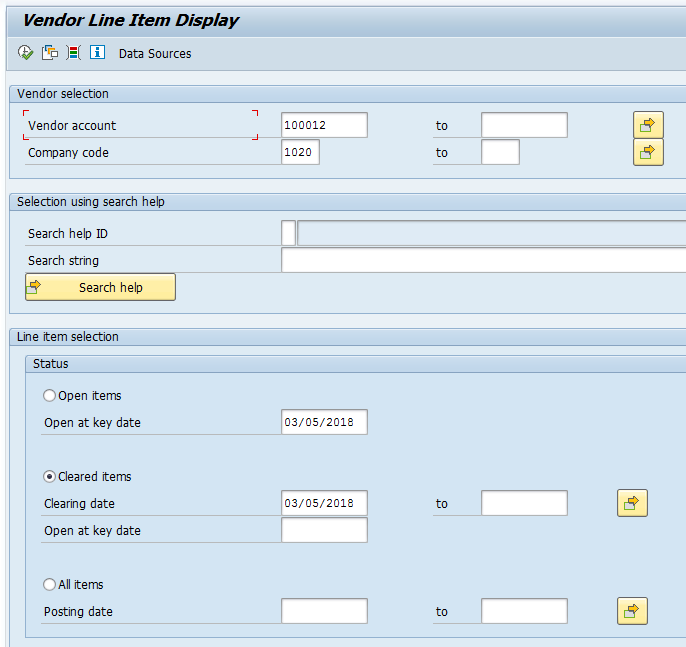 Vendor Line Item Display
Data Sources
Vendor selection
Vendor account 100012 to
Company code 1020 to
Selection using search help
Search help ID
Search string
Search help
Line item selection
Status
Open items
Open at key date 03/05/2018
Cleared items
Clearing date 03/05/2018 to
Open at key date
All items
Posting date to